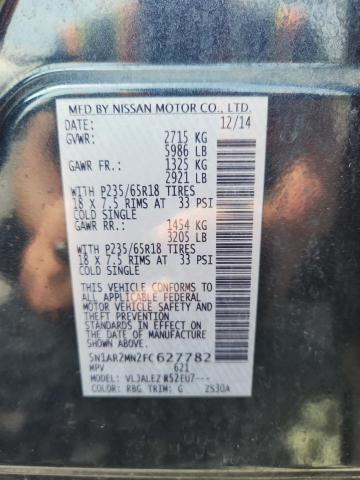 MFD BY NISSAN MOTOR CO., LTD.
DATE: 12/14
GVWR: 2715 KG
5986 LB
GAWR FR.: 1325 KG
2921 LB
WITH P235/65R18 TIRES
18 x 7.5 RIMS AT 33 PSI
COLD SINGLE
GAWR RR.: 1454 KG
3205 LB
WITH P235/65R18 TIRES
18 x 7.5 RIMS AT 33 PSI
COLD SINGLE
THIS VEHICLE CONFORMS TO
ALL APPLICABLE FEDERAL
MOTOR VEHICLE SAFETY
AND THEFT PREVENTION
STANDARDS IN EFFECT ON THE
DATE OF MANUFACTURE
SHOWN ABOVE.
5N1AR2MN2FC627782
MPV 621
MODEL: VLJALEZ R52EU7---
COLOR: RBG TRIM: G 2530A